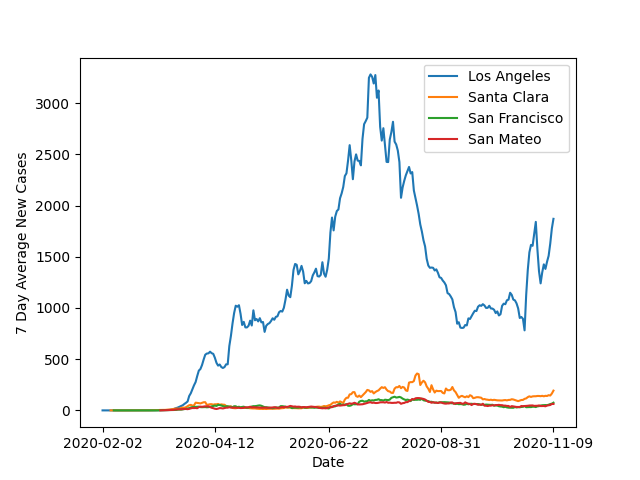 Los Angeles
Santa Clara
San Francisco
San Mateo
7 Day Average New Cases
3000
2500
2000
1500
1000
500
0
2020-02-02 2020-04-12 2020-06-22 2020-08-31 2020-11-09
Date